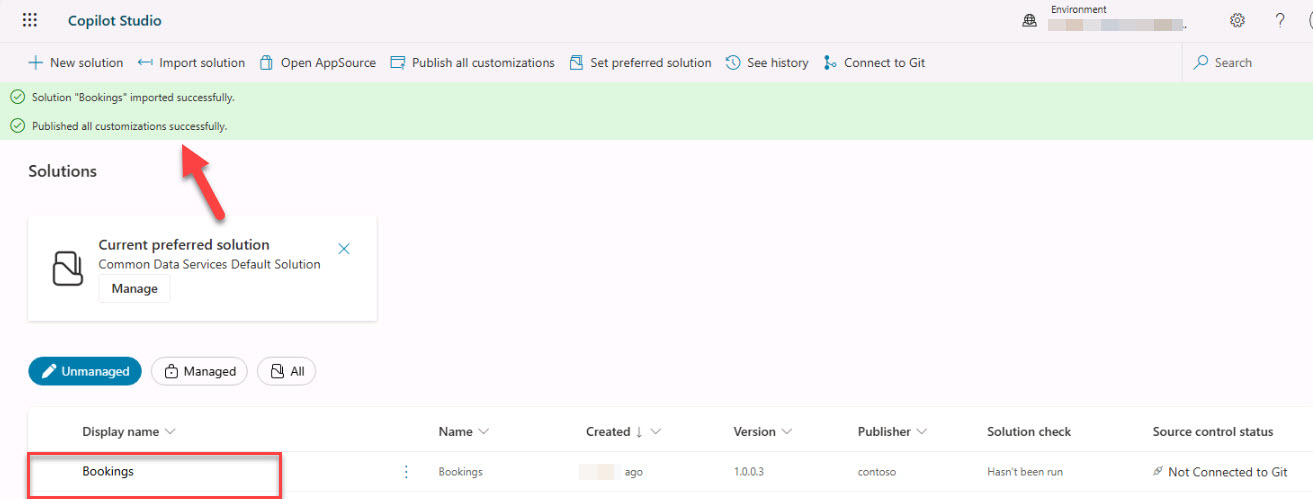 Copilot Studio
Environment
New solution Import solution Open AppSource Publish all customizations Set preferred solution See history Connect to Git Search
Solution "Bookings" imported successfully.
Published all customizations successfully.
Solutions
Current preferred solution
Common Data Services Default Solution
Manage
Unmanaged Managed All
Display name Name Created Version Publisher Solution check Source control status
Bookings Bookings ago 1.0.0.3 contoso Hasn't been run Not Connected to Git